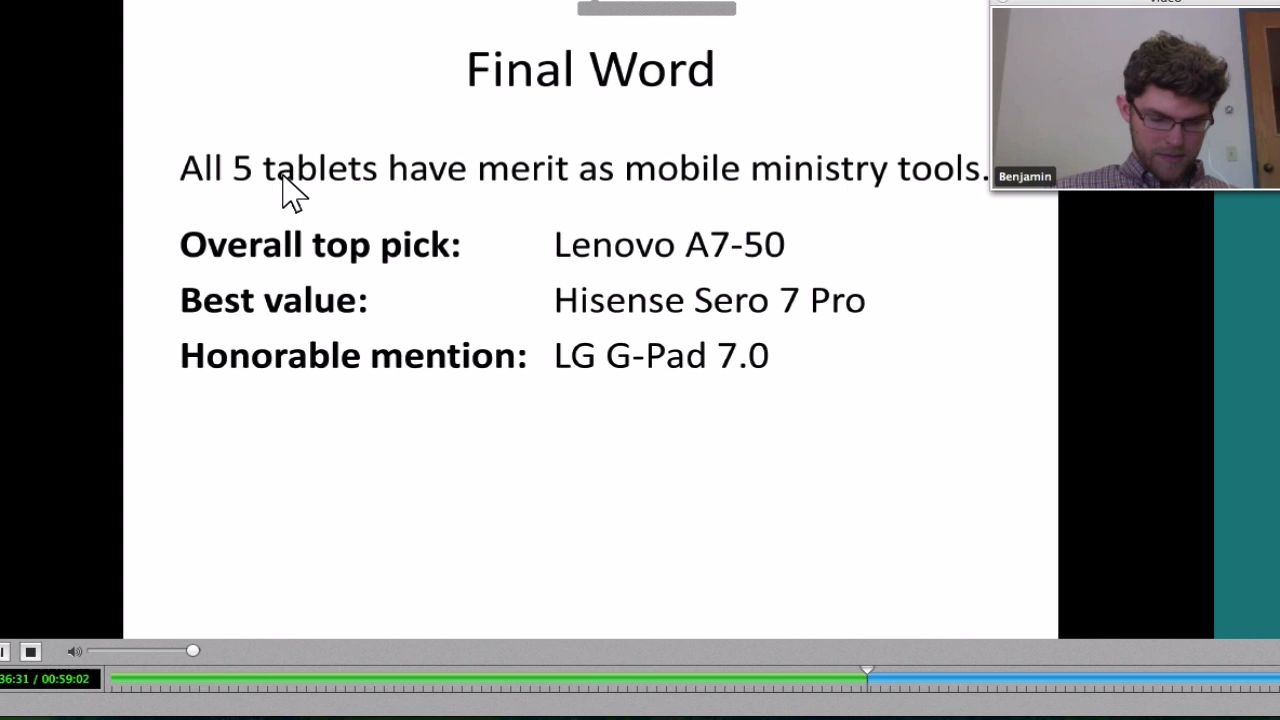 Final Word
All 5 tablets have merit as mobile ministry tools.
Overall top pick: Lenovo A7-50
Best value: Hisense Sero 7 Pro
Honorable mention: LG G-Pad 7.0
Benjamin
36:31 / 00:59:02